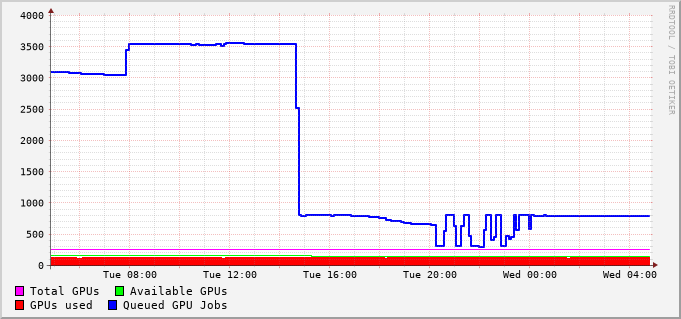 4000
3500
3000
2500
2000
1500
1000
500
0
Tue 08:00 Tue 12:00 Tue 16:00 Tue 20:00 Wed 00:00 Wed 04:00
Total GPUs Available GPUs
GPUs used Queued GPU Jobs
RRDTOOL / TOBI OETIKER